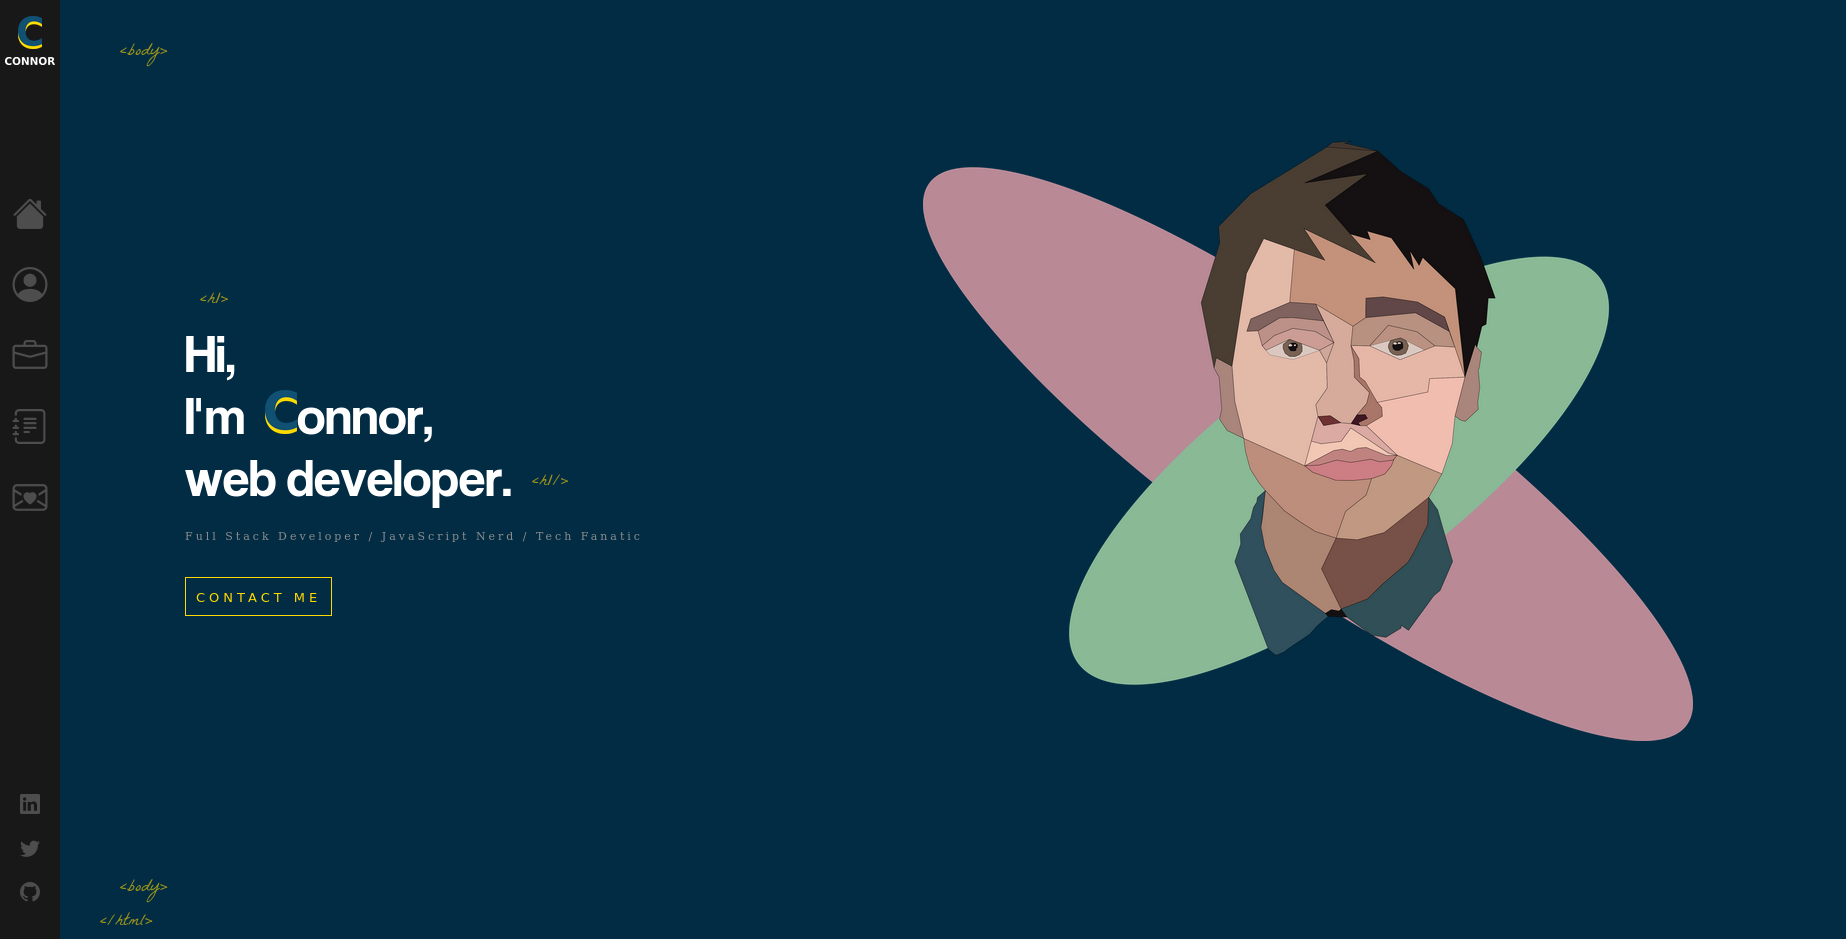 C
CONNOR
<body>
<h1>
Hi,
I'm Connor,
web developer.
<h1/>
Full Stack Developer / JavaScript Nerd / Tech Fanatic
CONTACT ME
in
<body>
</html>